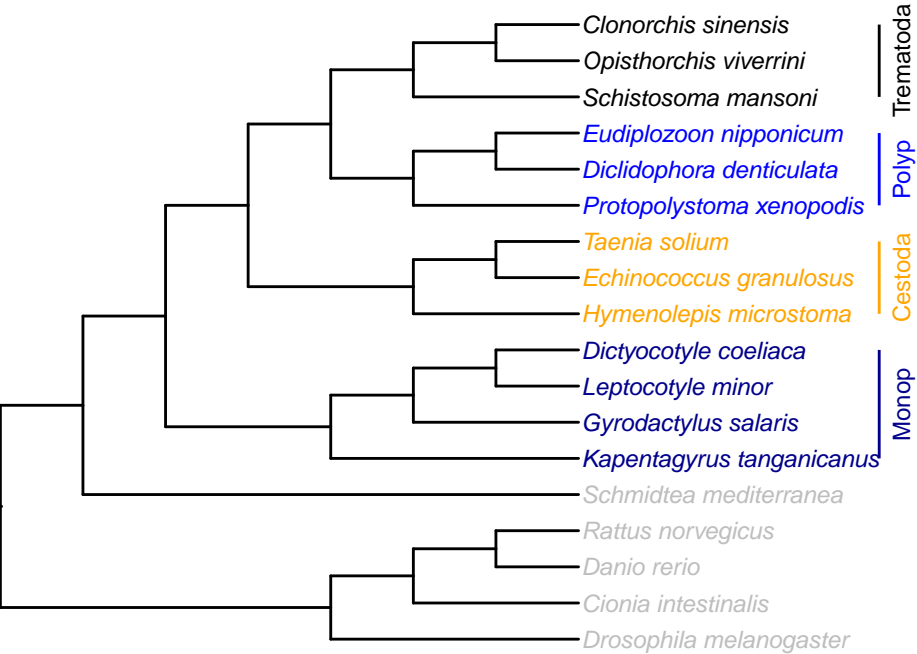 Clonorchis sinensis
Opisthorchis viverrini
Schistosoma mansoni
Trematoda
Eudiplozoon nipponicum
Diclidophora denticulata
Protopolystoma xenopodis
Polyp
Taenia solium
Echinococcus granulosus
Hymenolepis microstoma
Cestoda
Dictyocotyle coeliaca
Leptocotyle minor
Gyrodactylus salaris
Kapentagyrus tanganicanus
Monop
Schmidtea mediterranea
Rattus norvegicus
Danio rerio
Cionia intestinalis
Drosophila melanogaster